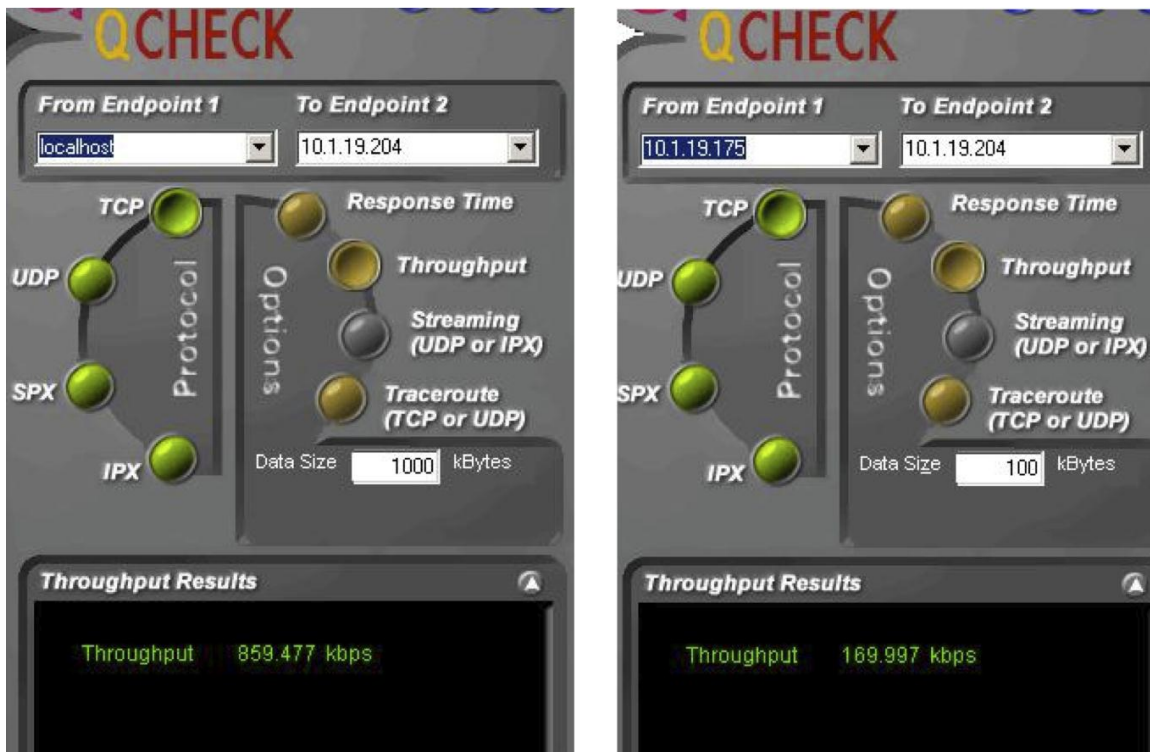 QCHECK
From Endpoint 1 To Endpoint 2
localhost 10.1.19.204
TCP
UDP
SPX
IPX
Protocol
Options
Response Time
Throughput
Streaming
(UDP or IPX)
Traceroute
(TCP or UDP)
Data Size 1000 kBytes
Throughput Results
Throughput 859.477 kbps
QCHECK
From Endpoint 1 To Endpoint 2
10.1.19.175 10.1.19.204
TCP
UDP
SPX
IPX
Protocol
Options
Response Time
Throughput
Streaming
(UDP or IPX)
Traceroute
(TCP or UDP)
Data Size 100 kBytes
Throughput Results
Throughput 169.997 kbps